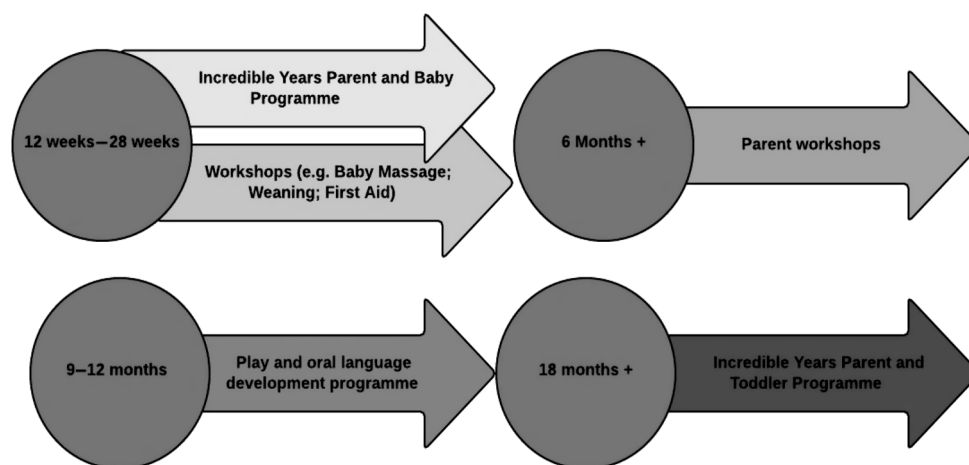 Incredible Years Parent and Baby
Programme
12 weeks–28 weeks
Workshops (e.g. Baby Massage;
Weaning; First Aid)
6 Months +
Parent workshops
9–12 months
Play and oral language
development programme
18 months +
Incredible Years Parent and
Toddler Programme